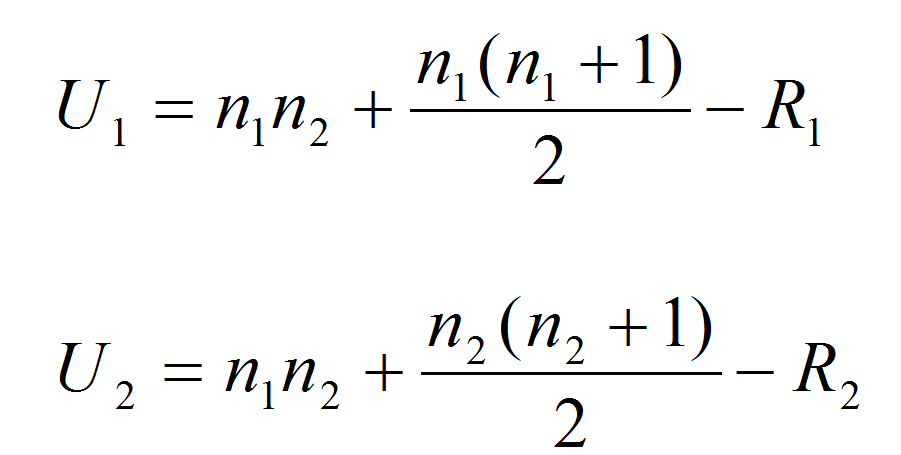 U₁ = n₁n₂ + n₁(n₁ + 1)/2 − R₁
U₂ = n₁n₂ + n₂(n₂ + 1)/2 − R₂